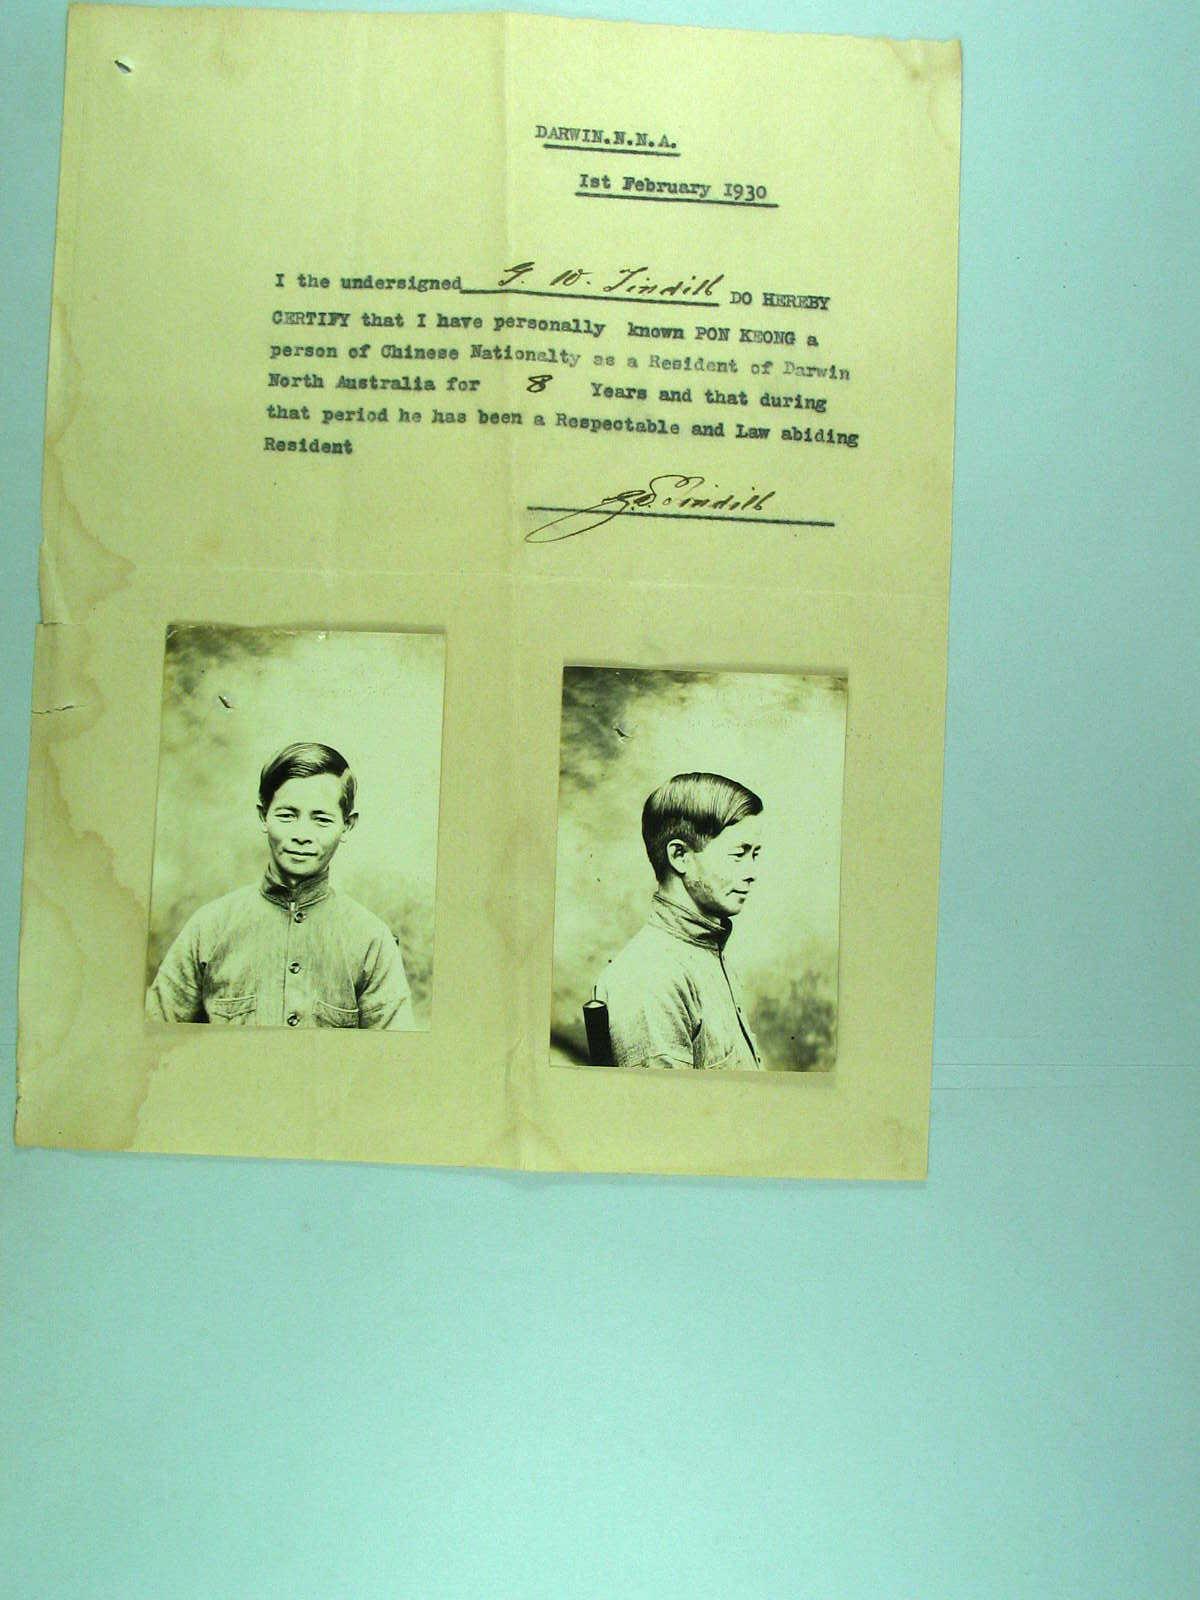 DARWIN.N.N.A.
1st February 1930
I the undersigned G. W. Tindill DO HEREBY
CERTIFY that I have personally known PON KEONG a
person of Chinese Nationalty as a Resident of Darwin
North Australia for 8 Years and that during
that period he has been a Respectable and Law abiding
Resident
G.W. Tindill